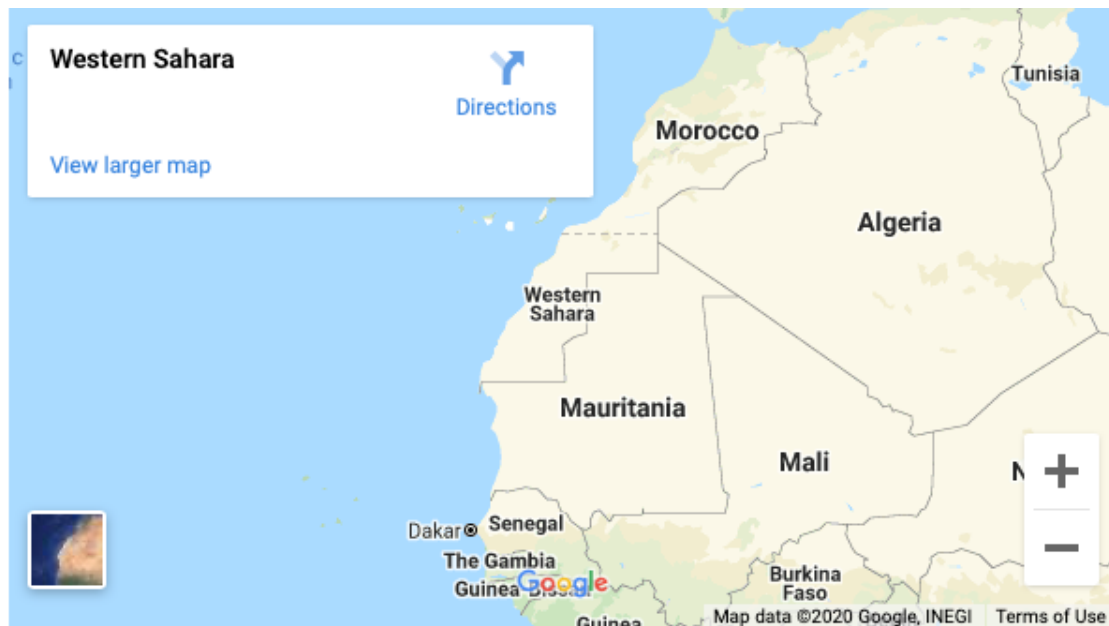 c
Western Sahara
Directions
View larger map
Tunisia
Morocco
Algeria
Western
Sahara
Mauritania
Mali
N
Dakar
Senegal
The Gambia
Google
Burkina
Faso
Guinea
Map data ©2020 Google, INEGI
Terms of Use